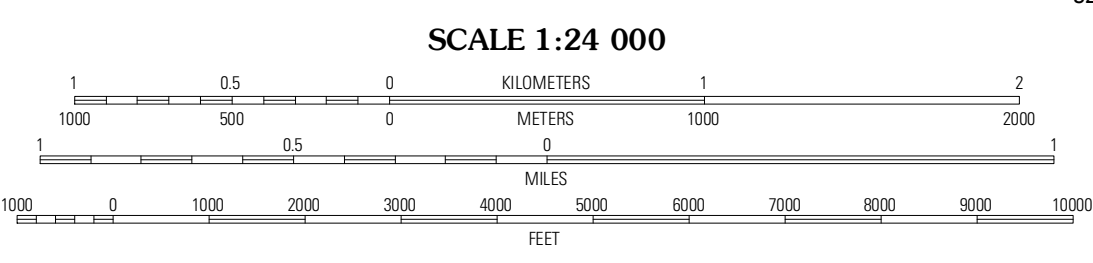 SCALE 1:24 000
1 0.5 0 KILOMETERS 1 2
1000 500 0 METERS 1000 2000
1 0.5 0 1
MILES
1000 0 1000 2000 3000 4000 5000 6000 7000 8000 9000 10000
FEET